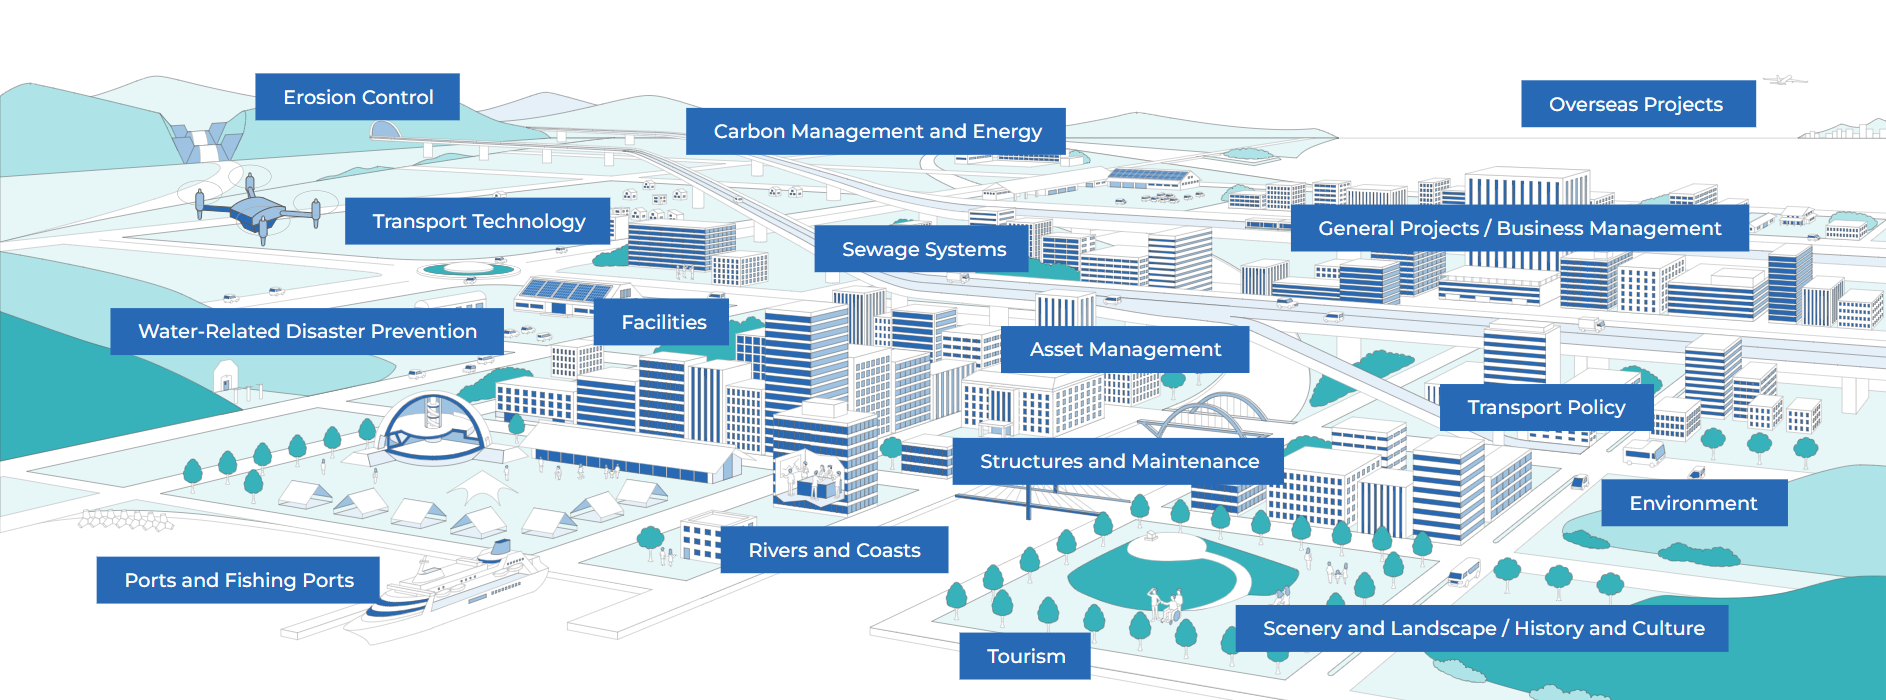 Erosion Control
Overseas Projects
Carbon Management and Energy
Transport Technology
General Projects / Business Management
Sewage Systems
Water-Related Disaster Prevention
Facilities
Asset Management
Transport Policy
Structures and Maintenance
Environment
Rivers and Coasts
Ports and Fishing Ports
Scenery and Landscape / History and Culture
Tourism